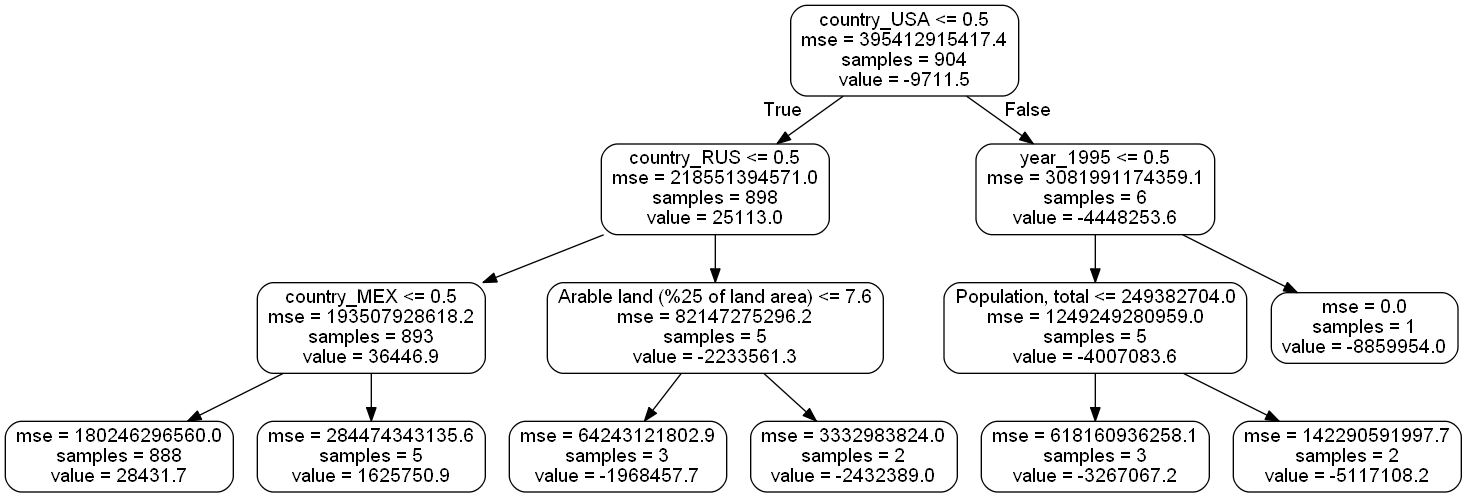 country_USA <= 0.5
mse = 395412915417.4
samples = 904
value = -9711.5
True
False
country_RUS <= 0.5
mse = 218551394571.0
samples = 898
value = 25113.0
year_1995 <= 0.5
mse = 3081991174359.1
samples = 6
value = -4448253.6
country_MEX <= 0.5
mse = 193507928618.2
samples = 893
value = 36446.9
Arable land (%25 of land area) <= 7.6
mse = 82147275296.2
samples = 5
value = -2233561.3
Population, total <= 249382704.0
mse = 1249249280959.0
samples = 5
value = -4007083.6
mse = 0.0
samples = 1
value = -8859954.0
mse = 180246296560.0
samples = 888
value = 28431.7
mse = 284474343135.6
samples = 5
value = 1625750.9
mse = 64243121802.9
samples = 3
value = -1968457.7
mse = 3332983824.0
samples = 2
value = -2432389.0
mse = 618160936258.1
samples = 3
value = -3267067.2
mse = 142290591997.7
samples = 2
value = -5117108.2